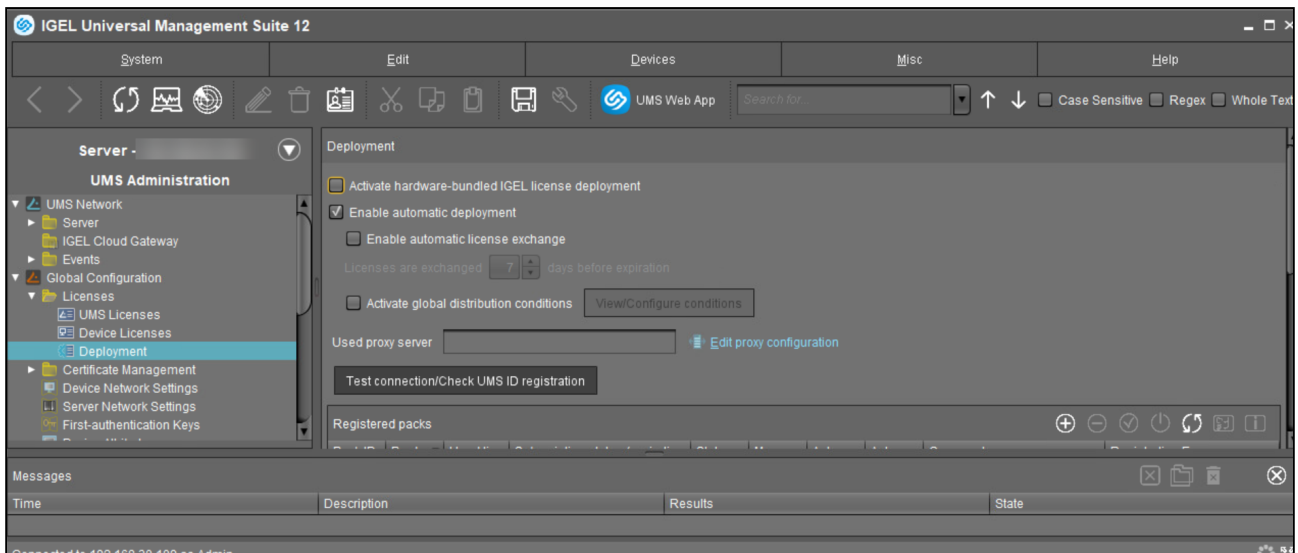 IGEL Universal Management Suite 12
System Edit Devices Misc Help
UMS Web App Search for... Case Sensitive Regex Whole Text
Server -
UMS Administration
UMS Network
Server
IGEL Cloud Gateway
Events
Global Configuration
Licenses
UMS Licenses
Device Licenses
Deployment
Certificate Management
Device Network Settings
Server Network Settings
First-authentication Keys
Deployment
Activate hardware-bundled IGEL license deployment
Enable automatic deployment
Enable automatic license exchange
Licenses are exchanged 7 days before expiration
Activate global distribution conditions View/Configure conditions
Used proxy server Edit proxy configuration
Test connection/Check UMS ID registration
Registered packs
Messages
Time Description Results State